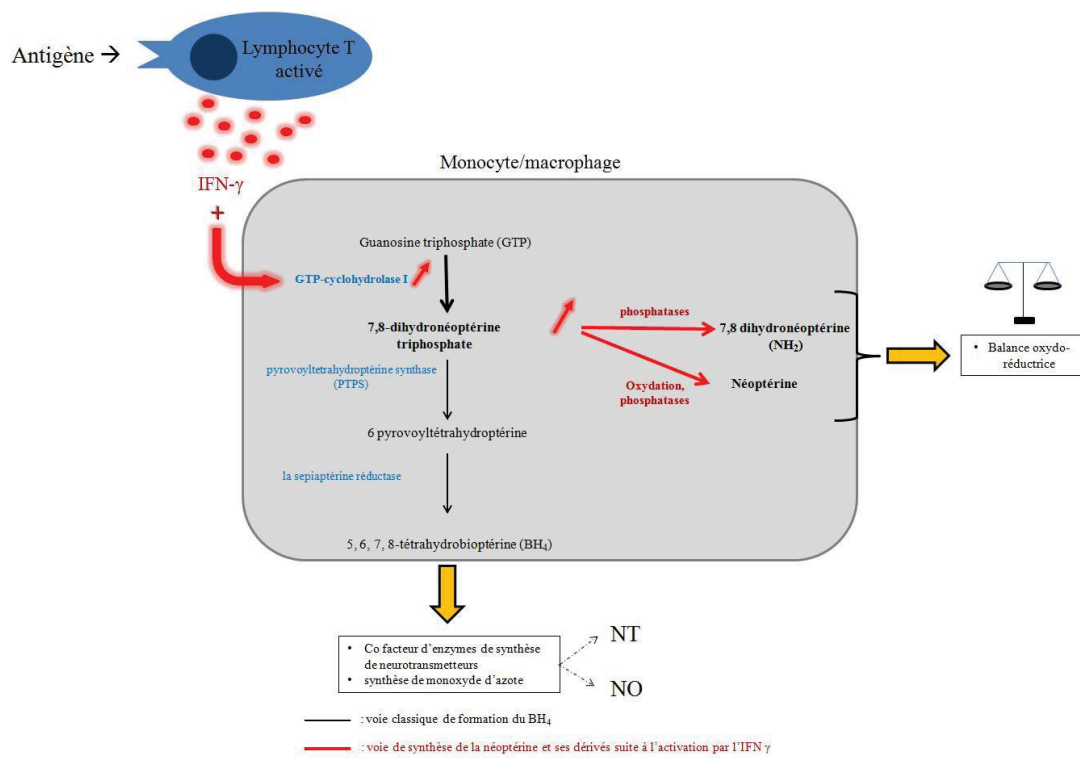 Antigène →
Lymphocyte T
activé
IFN-γ
+
Monocyte/macrophage
Guanosine triphosphate (GTP)
GTP-cyclohydrolase I
7,8-dihydronéoptérine
triphosphate
phosphatases
7,8 dihydronéoptérine
(NH₂)
Oxydation,
phosphatases
Néoptérine
pyrovoyltetrahydroptérine synthase
(PTPS)
6 pyrovoyltétrahydroptérine
la sepiaptérine réductase
5, 6, 7, 8-tétrahydrobioptérine (BH₄)
• Balance oxydo-
réductrice
• Co facteur d'enzymes de synthèse
de neurotransmetteurs
• synthèse de monoxyde d'azote
NT
NO
: voie classique de formation du BH₄
: voie de synthèse de la néoptérine et ses dérivés suite à l'activation par l'IFN γ